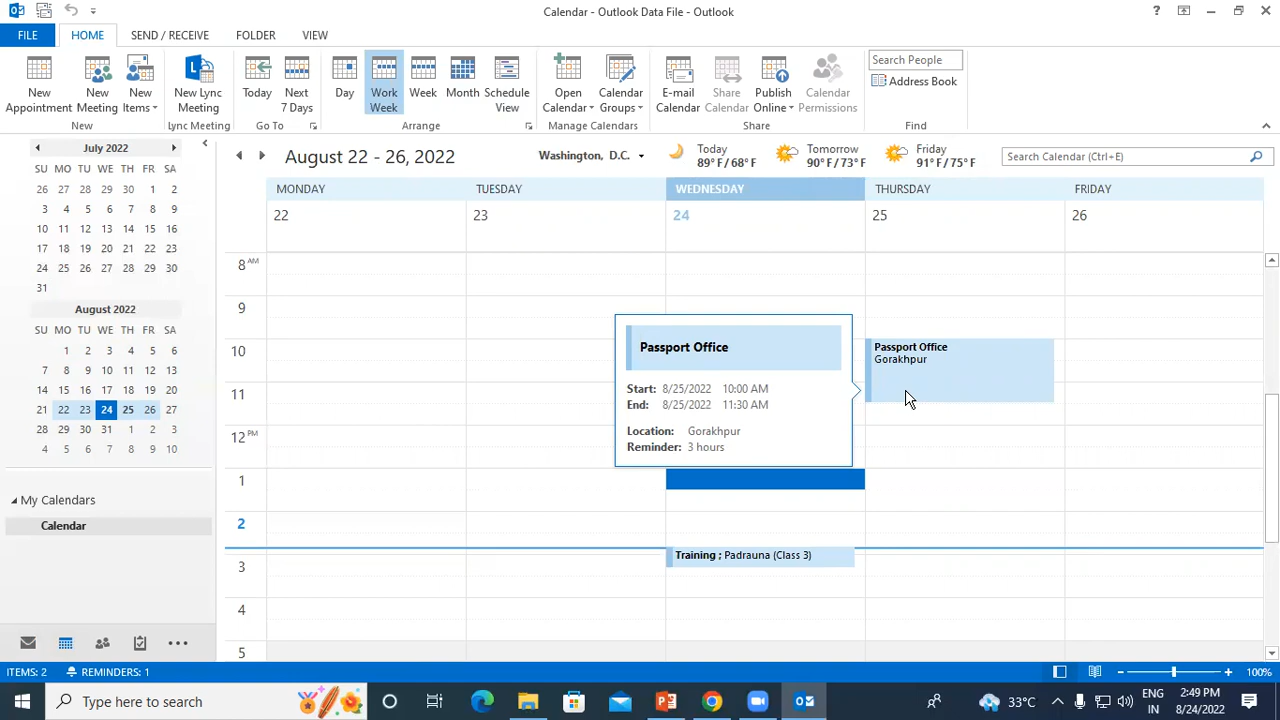 Calendar - Outlook Data File - Outlook
FILE HOME SEND / RECEIVE FOLDER VIEW
New Appointment
New Meeting
New Items
New
New Lync Meeting
Lync Meeting
Today
Next 7 Days
Go To
Day
Work Week
Week
Month
Schedule View
Arrange
Open Calendar
Calendar Groups
Manage Calendars
E-mail Calendar
Share Calendar
Publish Online
Calendar Permissions
Share
Search People
Address Book
Find
July 2022
SU MO TU WE TH FR SA
26 27 28 29 30 1 2
3 4 5 6 7 8 9
10 11 12 13 14 15 16
17 18 19 20 21 22 23
24 25 26 27 28 29 30
31
August 2022
SU MO TU WE TH FR SA
1 2 3 4 5 6
7 8 9 10 11 12 13
14 15 16 17 18 19 20
21 22 23 24 25 26 27
28 29 30 31 1 2 3
4 5 6 7 8 9 10
My Calendars
Calendar
August 22 - 26, 2022
Washington, D.C.
Today
89°F/68°F
Tomorrow
90°F/73°F
Friday
91°F/75°F
Search Calendar (Ctrl+E)
MONDAY TUESDAY WEDNESDAY THURSDAY FRIDAY
22 23 24 25 26
8 AM
9
10
11
12 PM
1
2
3
4
5
Passport Office
Start: 8/25/2022 10:00 AM
End: 8/25/2022 11:30 AM
Location: Gorakhpur
Reminder: 3 hours
Passport Office
Gorakhpur
Training ; Padrauna (Class 3)
ITEMS: 2 REMINDERS: 1
100%
Type here to search
33°C
ENG
IN
2:49 PM
8/24/2022